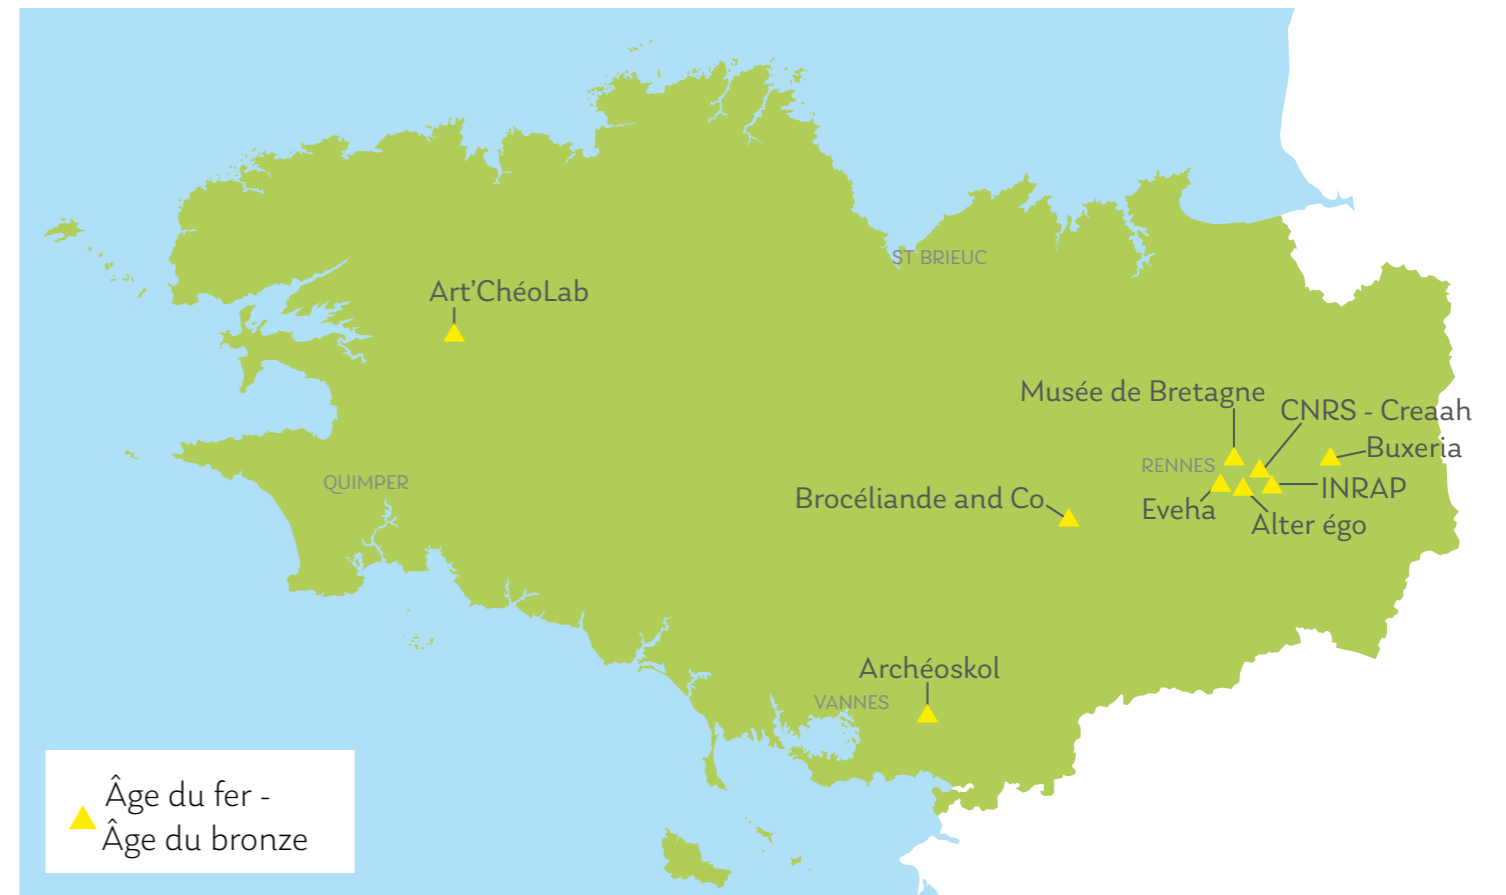 ST BRIEUC
Art'ChéoLab
Musée de Bretagne
CNRS - Creaah
Buxeria
RENNES
QUIMPER
INRAP
Brocéliande and Co
Eveha
Alter égo
Archéoskol
VANNES
Âge du fer -
Âge du bronze